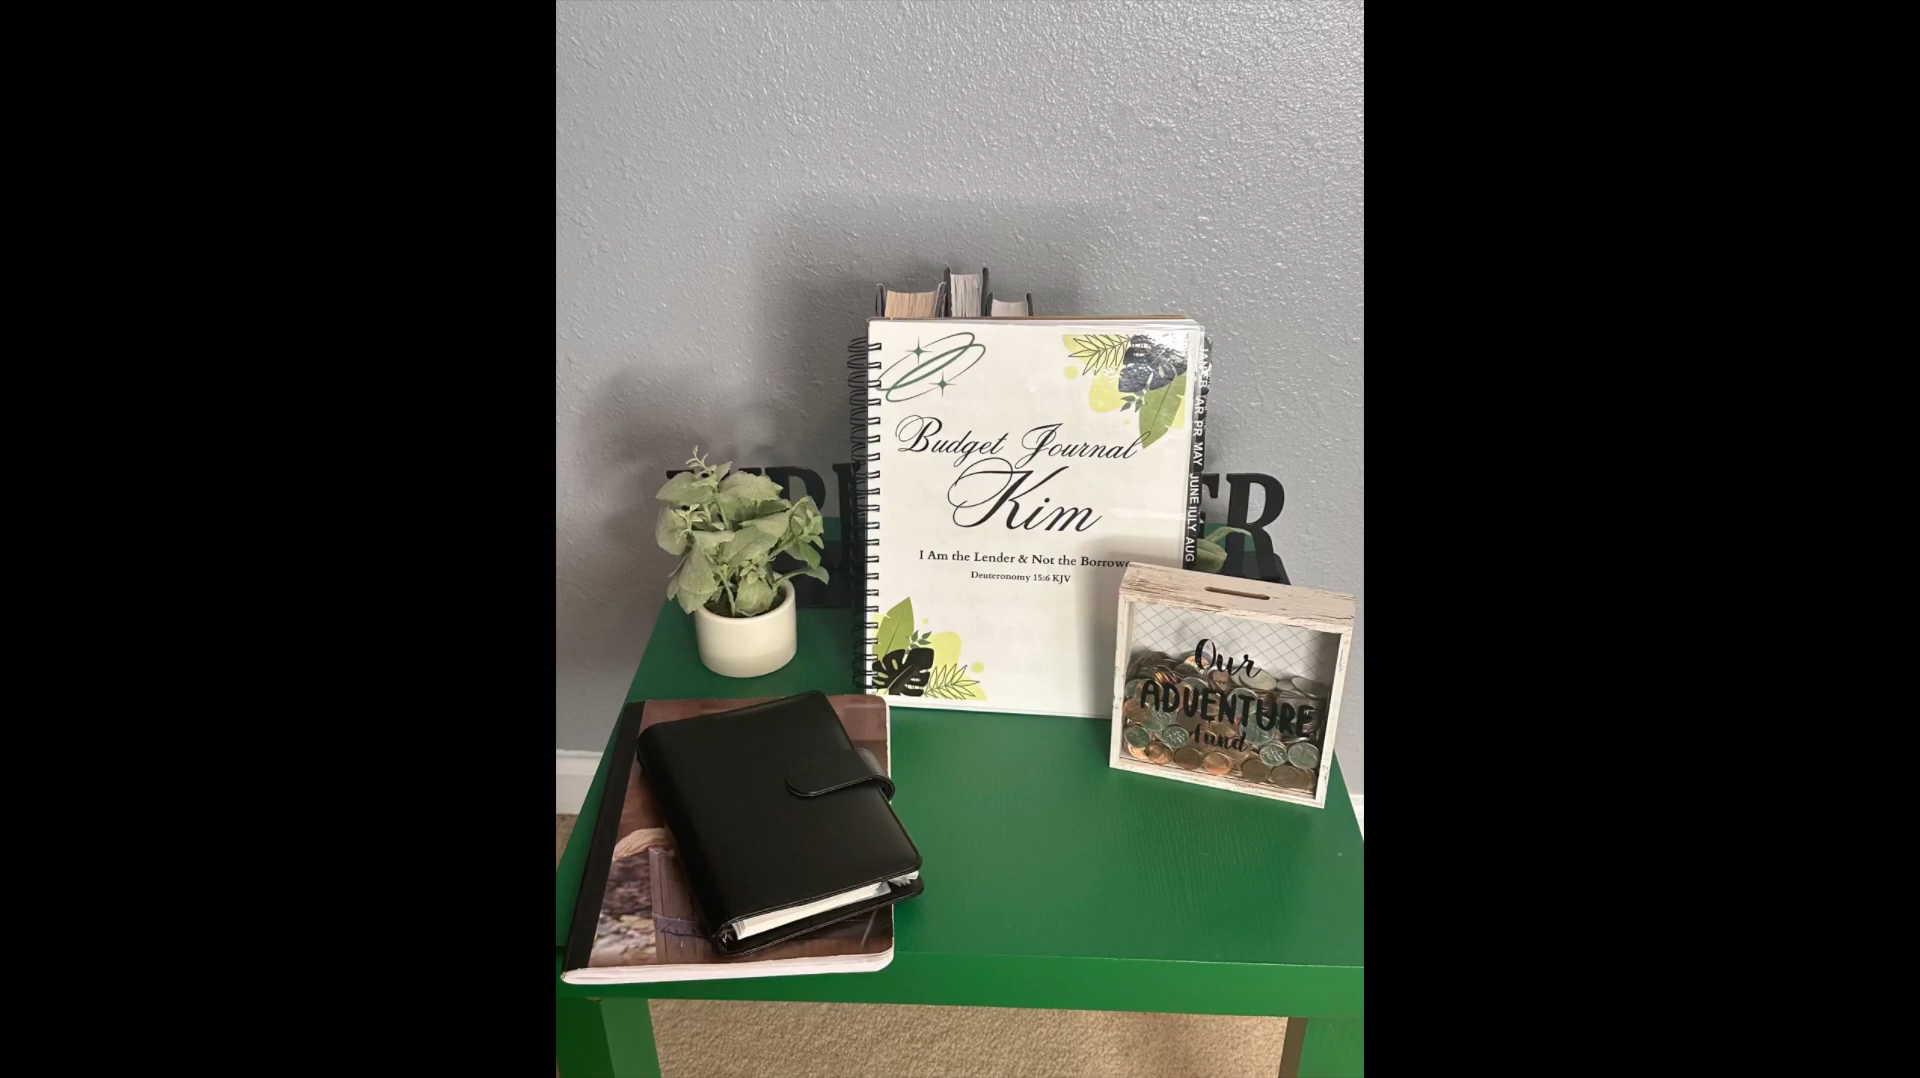 Budget Journal
Kim
I Am the Lender & Not the
Deuteronomy 15:6 KJV
MAY
JUNE
JULY
AUG
Our
ADVENTURE
fund